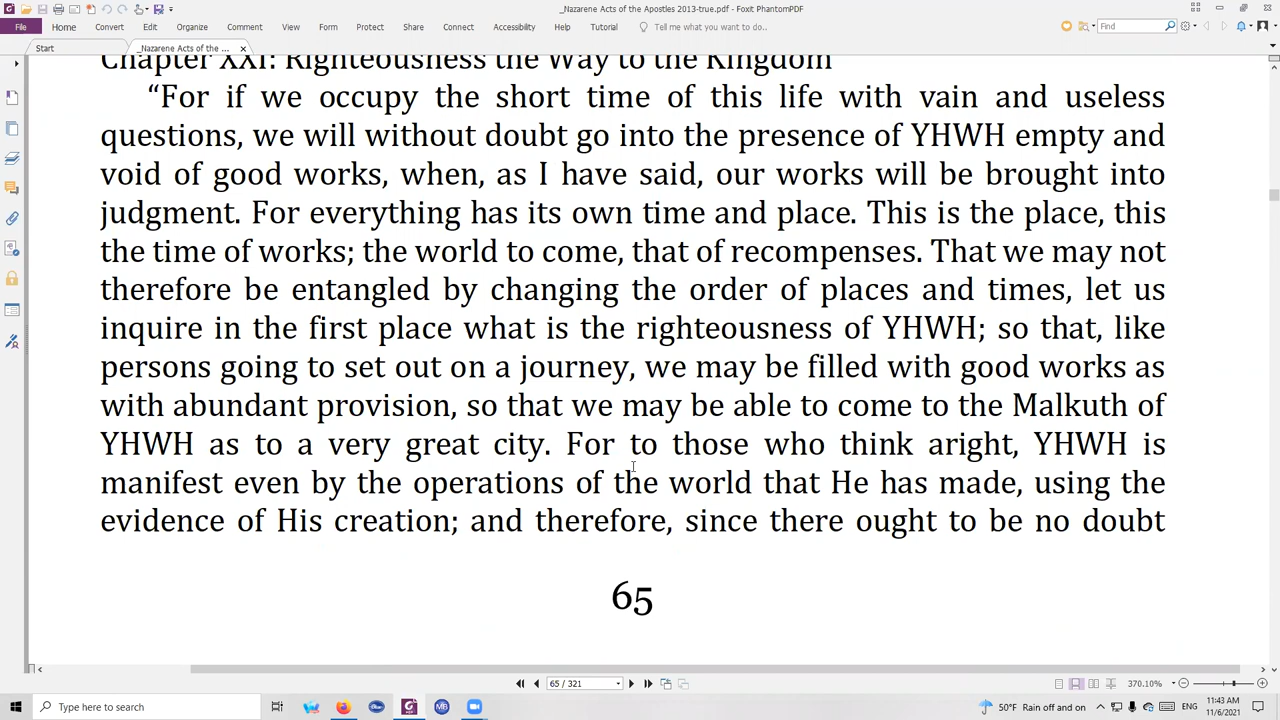 _Nazarene Acts of the Apostles 2013-true.pdf - Foxit PhantomPDF
File Home Convert Edit Organize Comment View Form Protect Share Connect Accessibility Help Tutorial Tell me what you want to do.. Find
Start _Nazarene Acts of the ...
Chapter XXI: Righteousness the Way to the Kingdom
“For if we occupy the short time of this life with vain and useless
questions, we will without doubt go into the presence of YHWH empty and
void of good works, when, as I have said, our works will be brought into
judgment. For everything has its own time and place. This is the place, this
the time of works; the world to come, that of recompenses. That we may not
therefore be entangled by changing the order of places and times, let us
inquire in the first place what is the righteousness of YHWH; so that, like
persons going to set out on a journey, we may be filled with good works as
with abundant provision, so that we may be able to come to the Malkuth of
YHWH as to a very great city. For to those who think aright, YHWH is
manifest even by the operations of the world that He has made, using the
evidence of His creation; and therefore, since there ought to be no doubt
65
65 / 321 370.10%
Type here to search MB 50°F Rain off and on ENG 11:43 AM
11/6/2021